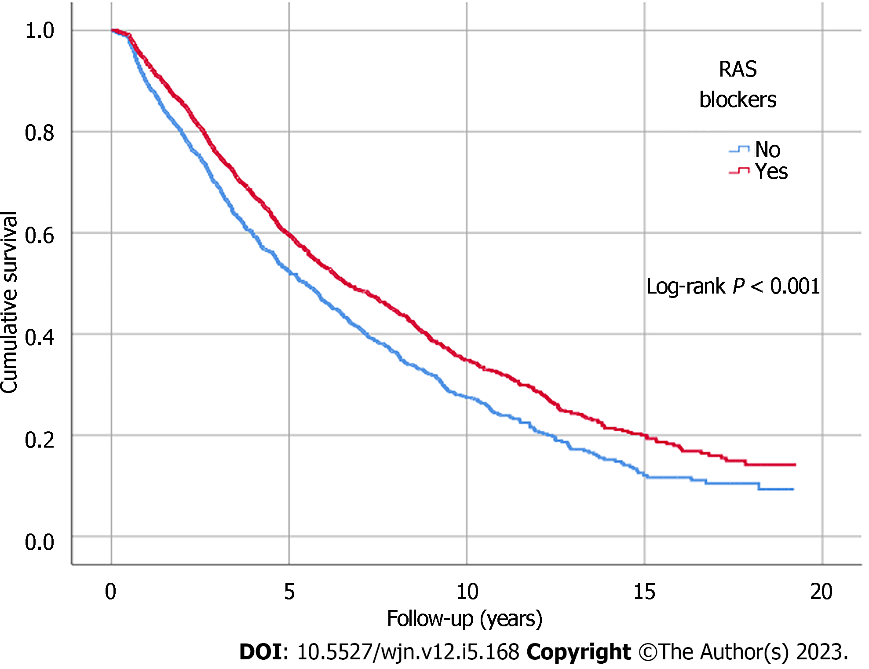 1.0
0.8
0.6
0.4
0.2
0.0
Cumulative survival
RAS
blockers
No
Yes
Log-rank P < 0.001
0 5 10 15 20
Follow-up (years)
DOI: 10.5527/wjn.v12.i5.168 Copyright ©The Author(s) 2023.